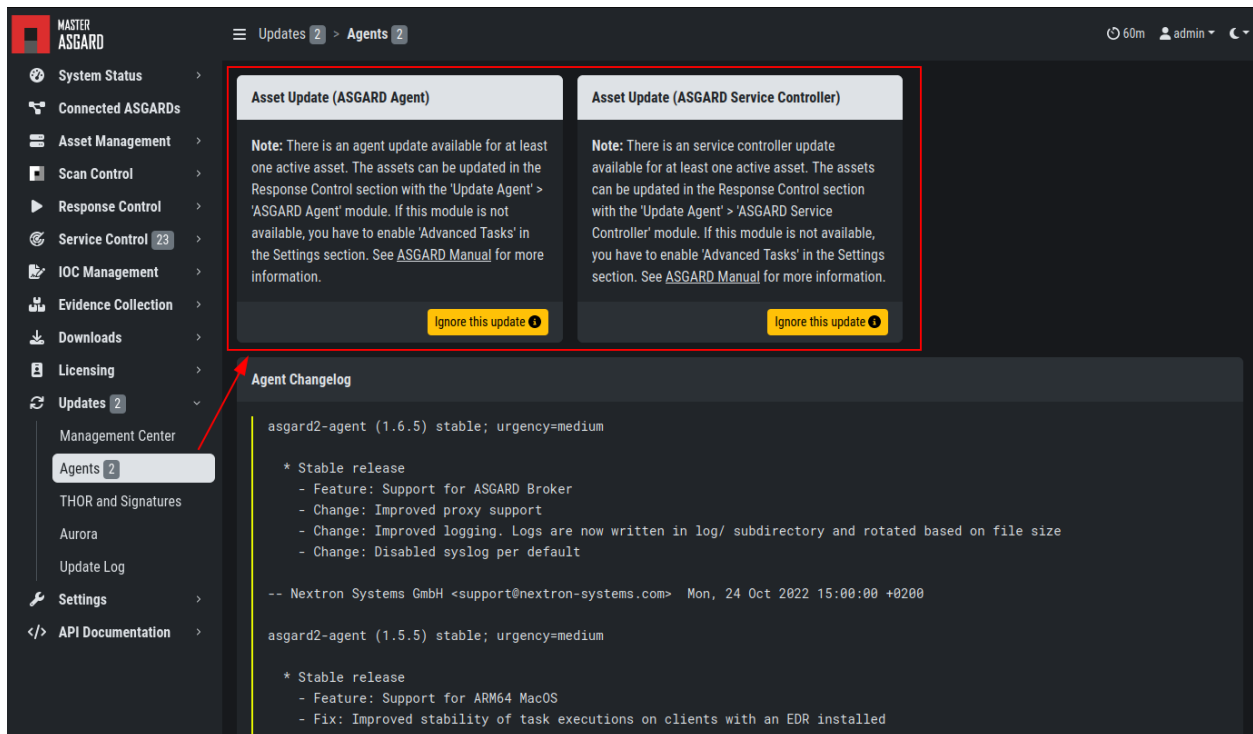 MASTER
ASGARD
Updates 2 > Agents 2
60m admin
System Status
Connected ASGARDs
Asset Management
Scan Control
Response Control
Service Control 23
IOC Management
Evidence Collection
Downloads
Licensing
Updates 2
Management Center
Agents 2
THOR and Signatures
Aurora
Update Log
Settings
API Documentation
Asset Update (ASGARD Agent)
Note: There is an agent update available for at least
one active asset. The assets can be updated in the
Response Control section with the 'Update Agent' >
'ASGARD Agent' module. If this module is not
available, you have to enable 'Advanced Tasks' in
the Settings section. See ASGARD Manual for more
information.
Ignore this update
Asset Update (ASGARD Service Controller)
Note: There is an service controller update
available for at least one active asset. The assets
can be updated in the Response Control section
with the 'Update Agent' > 'ASGARD Service
Controller' module. If this module is not available,
you have to enable 'Advanced Tasks' in the Settings
section. See ASGARD Manual for more information.
Ignore this update
Agent Changelog
asgard2-agent (1.6.5) stable; urgency=medium
* Stable release
- Feature: Support for ASGARD Broker
- Change: Improved proxy support
- Change: Improved logging. Logs are now written in log/ subdirectory and rotated based on file size
- Change: Disabled syslog per default
-- Nextron Systems GmbH <support@nextron-systems.com>  Mon, 24 Oct 2022 15:00:00 +0200
asgard2-agent (1.5.5) stable; urgency=medium
* Stable release
- Feature: Support for ARM64 MacOS
- Fix: Improved stability of task executions on clients with an EDR installed